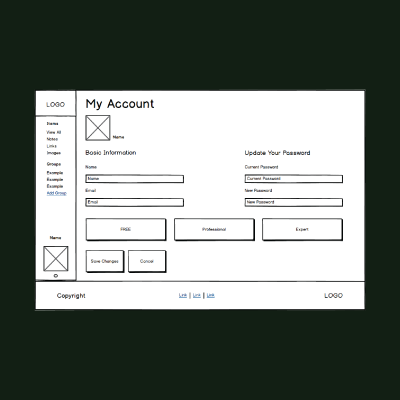 LOGO
Items
View All
Notes
Links
Images
Groups
Example
Example
Example
Add Group
Name
My Account
Name
Basic Information
Name
Name
Email
Email
Update Your Password
Current Password
Current Password
New Password
New Password
FREE
Professional
Expert
Save Changes
Cancel
Copyright
Link | Link | Link
LOGO